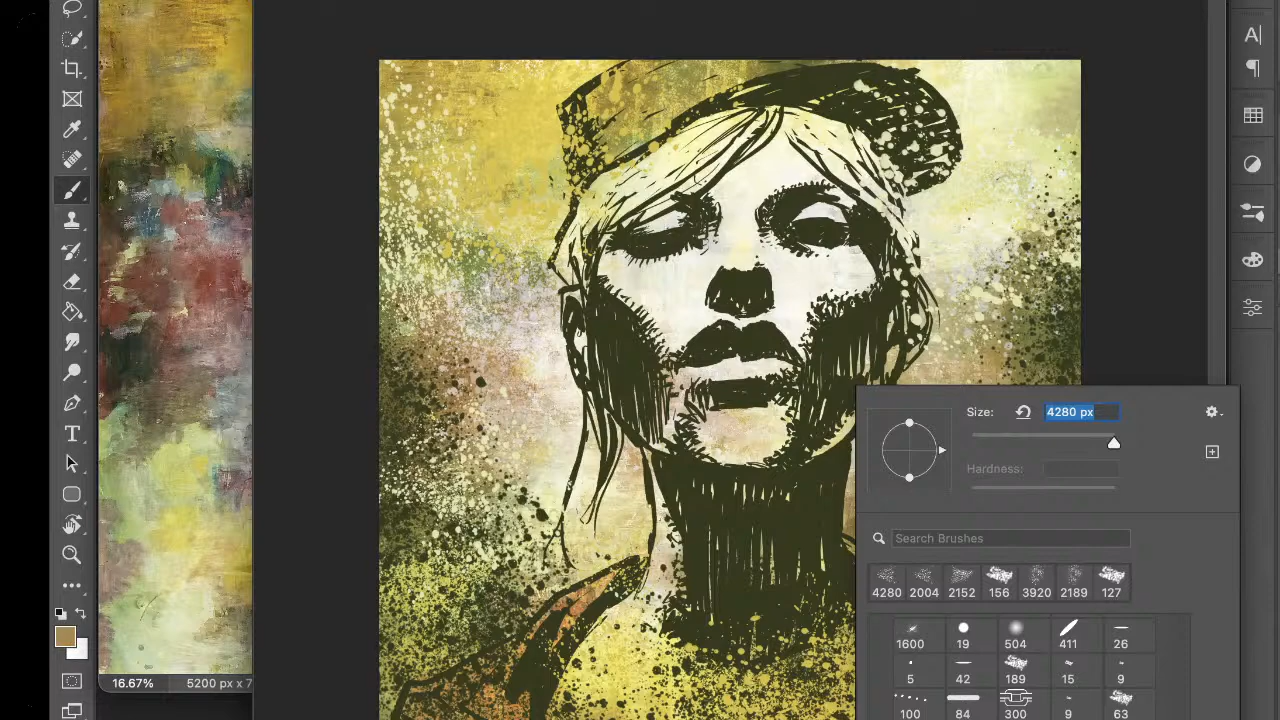 A|
T
Size: 4280 px
Hardness:
Search Brushes
4280 2004 2152 156 3920 2189 127
1600 19 504 411 26
5 42 189 15 9
100 84 300 9 63
16.67% 5200 px x 7